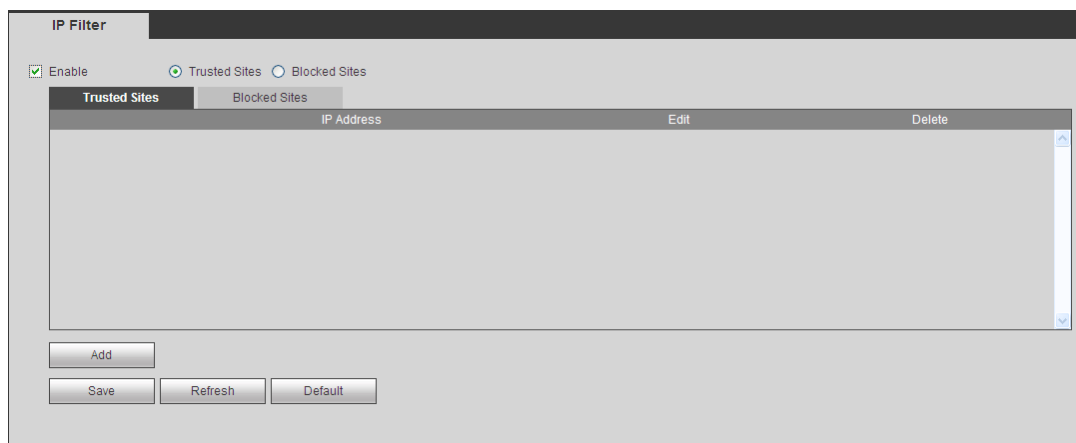 IP Filter
Enable Trusted Sites Blocked Sites
Trusted Sites Blocked Sites
IP Address Edit Delete
Add
Save Refresh Default